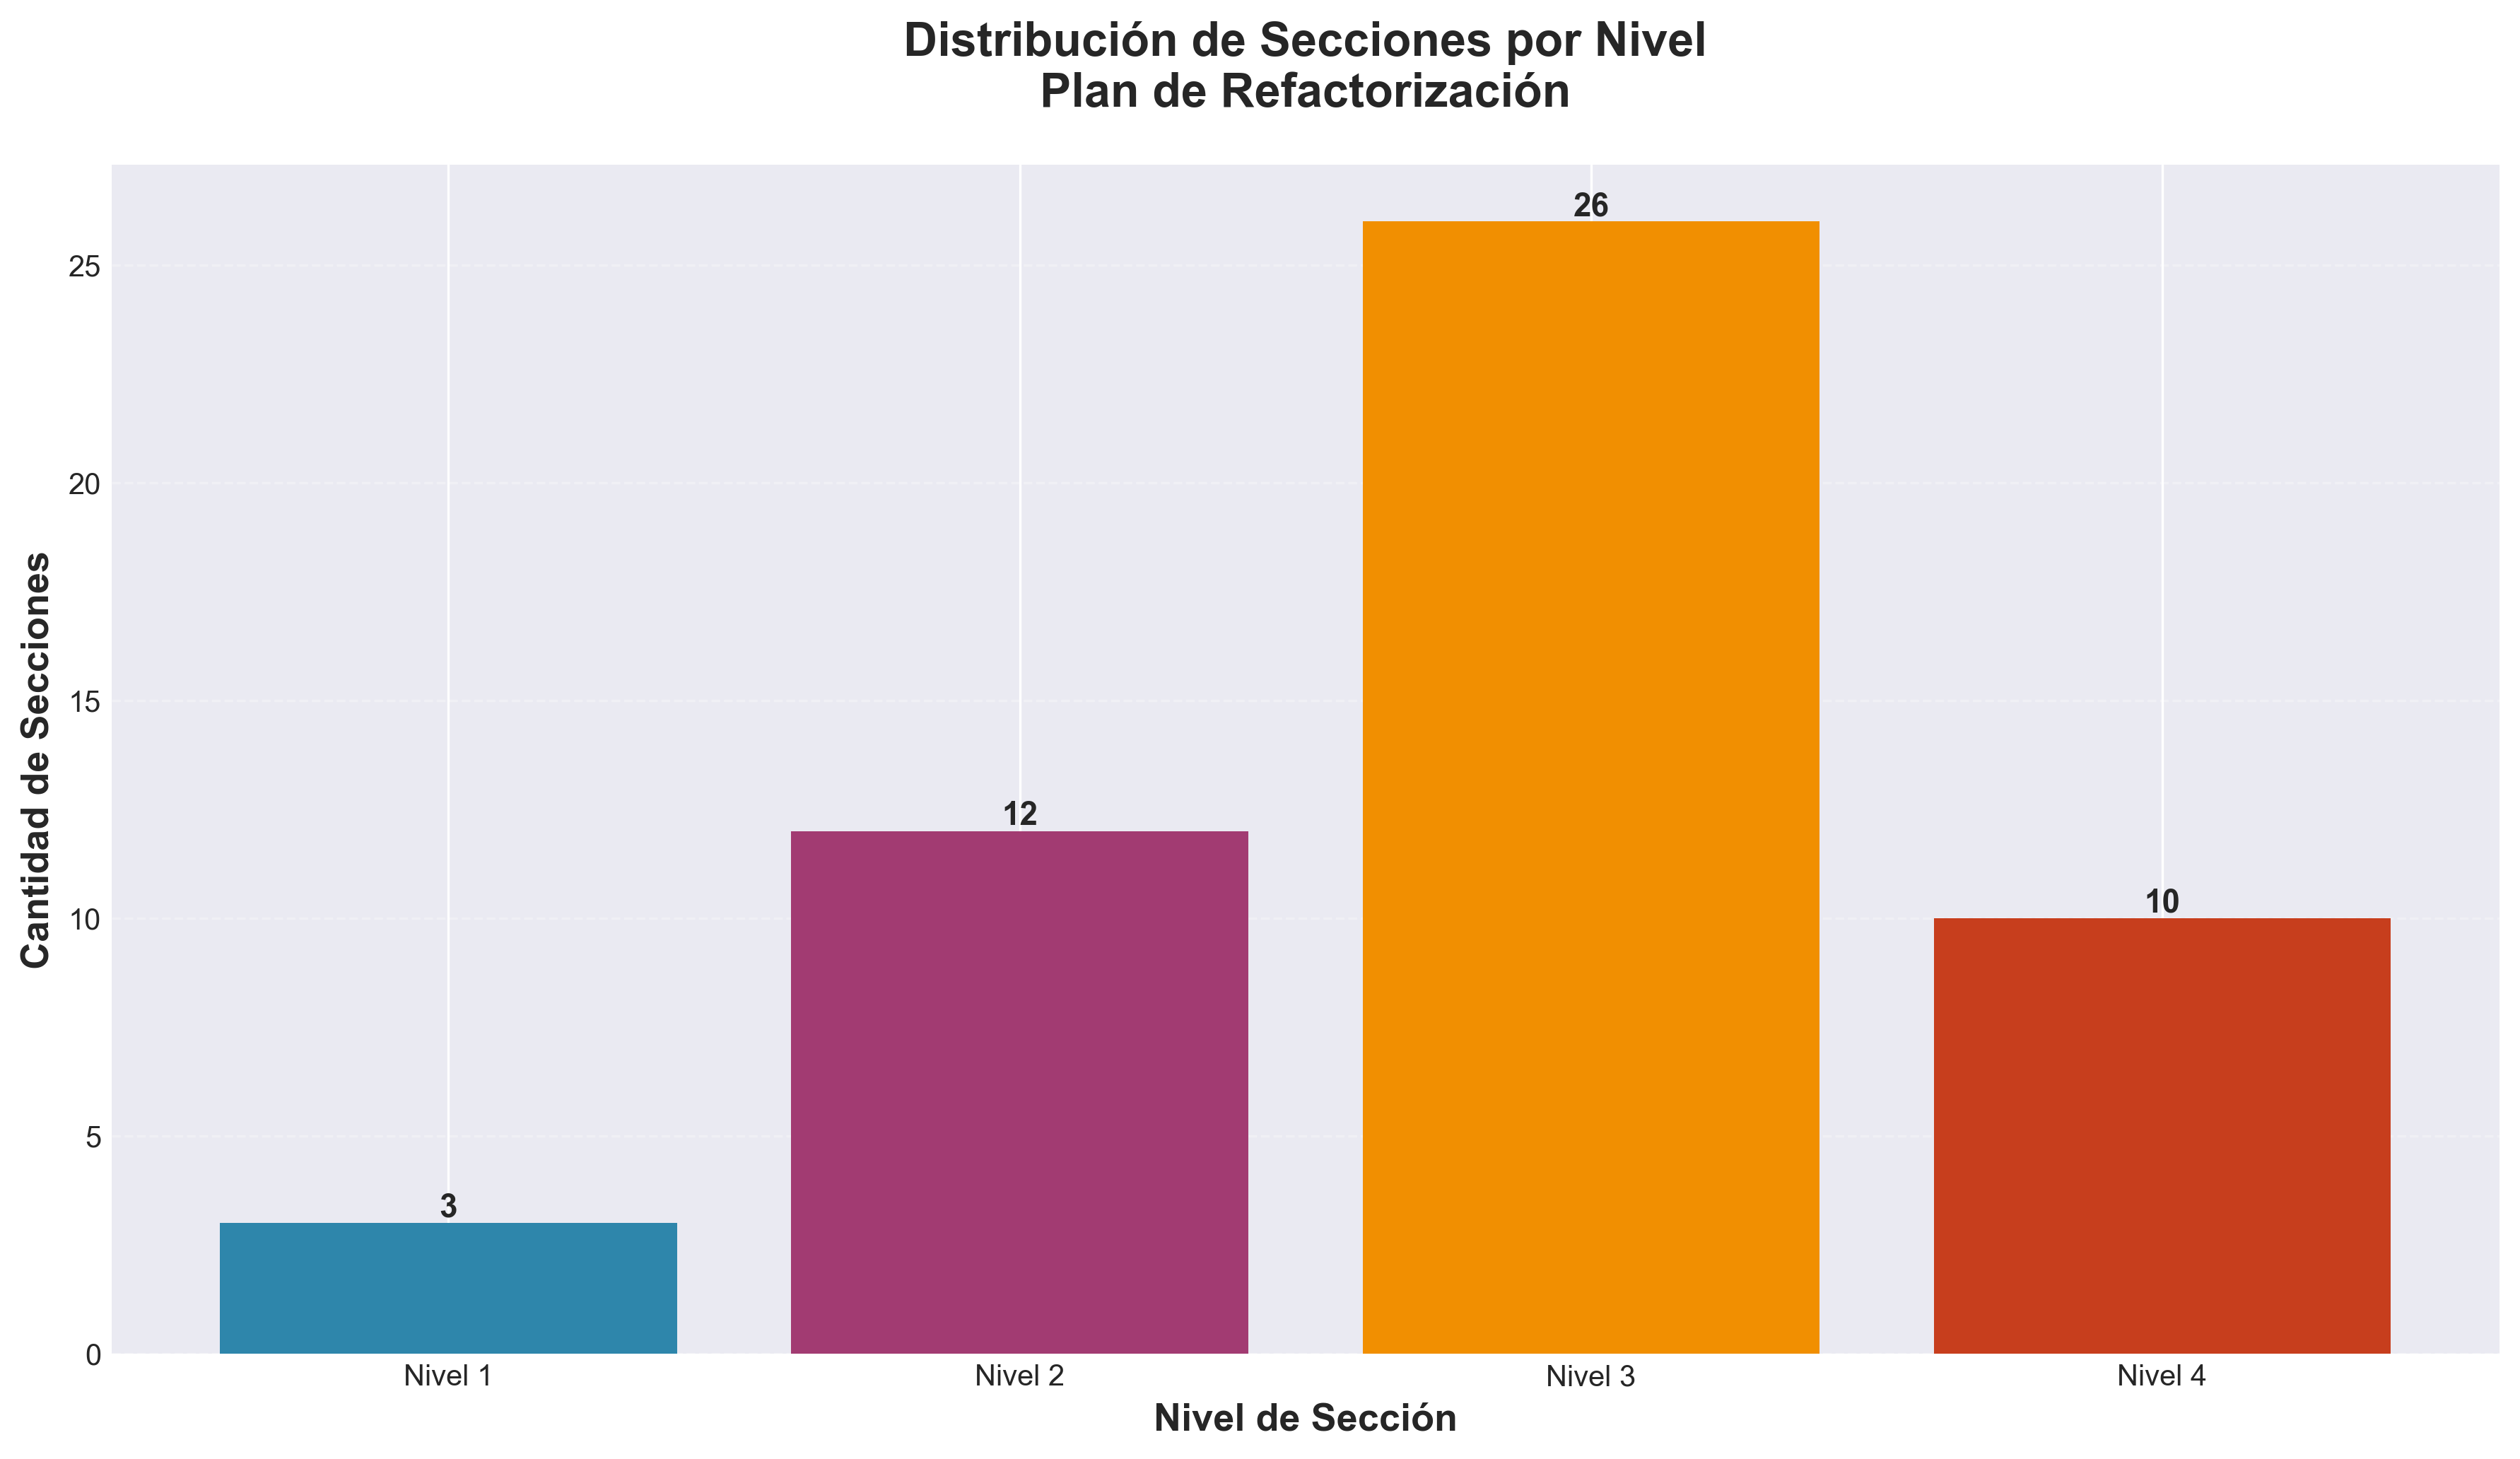 Distribución de Secciones por Nivel
Plan de Refactorización
Cantidad de Secciones
25
20
15
10
5
0
3
12
26
10
Nivel 1
Nivel 2
Nivel 3
Nivel 4
Nivel de Sección